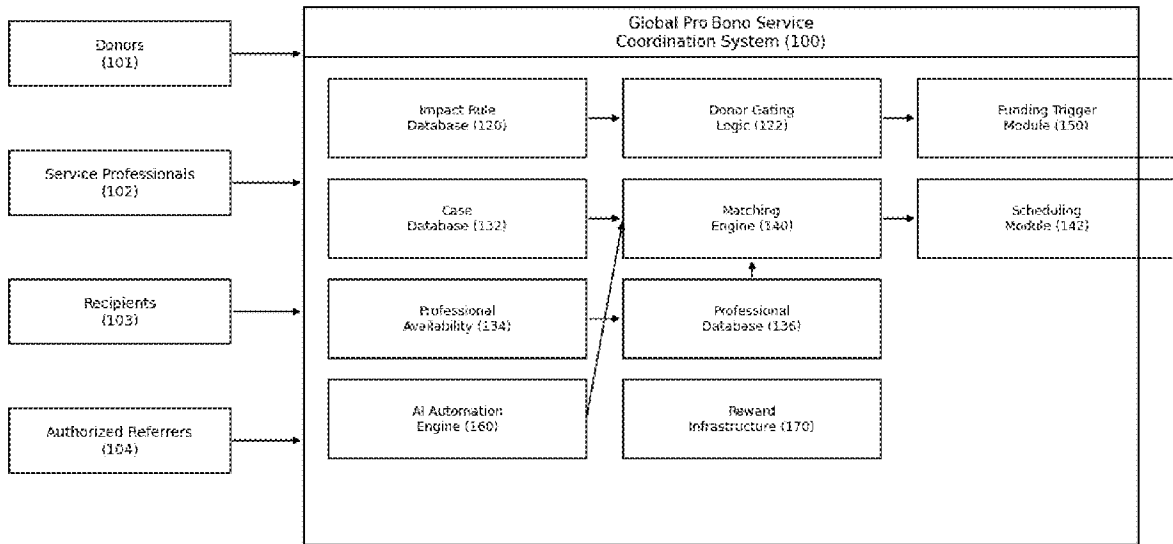 Donors
(101)
Global Pro Bono Service
Coordination System (100)
Impact Rule
Database (120)
Donor Gating
Logic (122)
Funding Trigger
Module (150)
Service Professionals
(102)
Case
Database (132)
Matching
Engine (140)
Scheduling
Module (142)
Recipients
(103)
Professional
Availability (134)
Professional
Database (136)
Authorized Referrers
(104)
AI Automation
Engine (160)
Reward
Infrastructure (170)